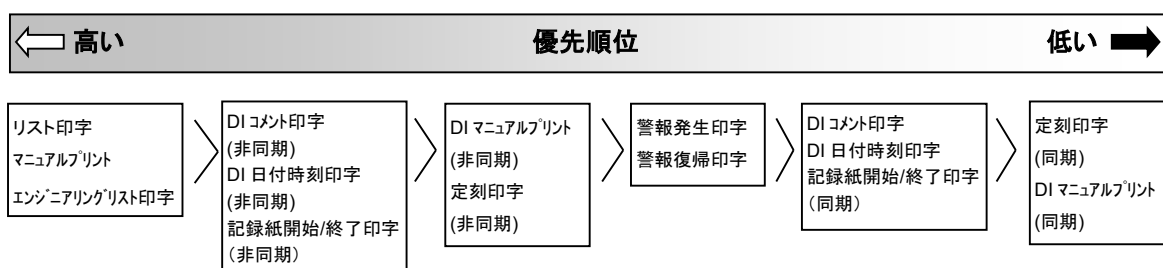 高い 優先順位 低い
リスト印字
ﾏﾆｭｱﾙﾌﾟﾘﾝﾄ
ｴﾝｼﾞﾆｱﾘﾝｸﾞﾘｽﾄ印字
DI ｺﾒﾝﾄ印字
(非同期)
DI 日付時刻印字
(非同期)
記録紙開始/終了印字
(非同期)
DI ﾏﾆｭｱﾙﾌﾟﾘﾝﾄ
(非同期)
定刻印字
(非同期)
警報発生印字
警報復帰印字
DI ｺﾒﾝﾄ印字
DI 日付時刻印字
記録紙開始/終了印字
(同期)
定刻印字
(同期)
DI ﾏﾆｭｱﾙﾌﾟﾘﾝﾄ
(同期)